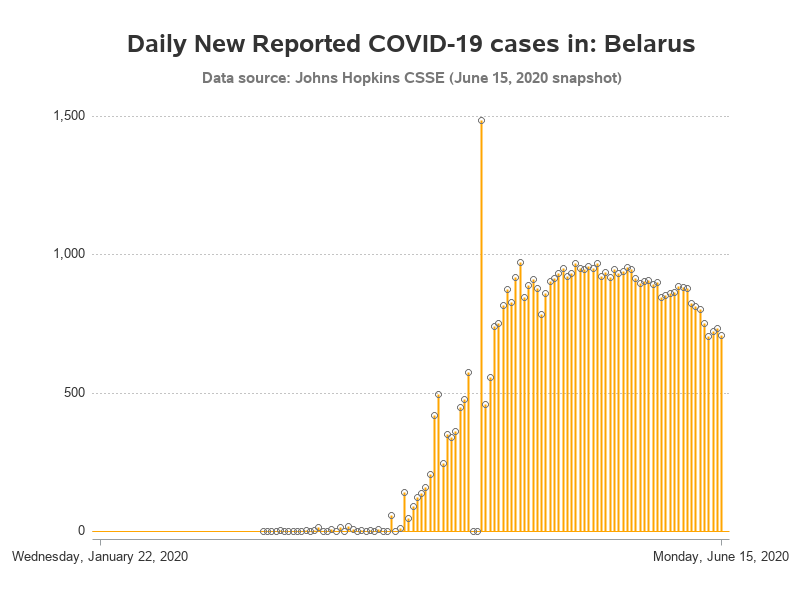 Daily New Reported COVID-19 cases in: Belarus
Data source: Johns Hopkins CSSE (June 15, 2020 snapshot)
1,500
1,000
500
0
Wednesday, January 22, 2020
Monday, June 15, 2020